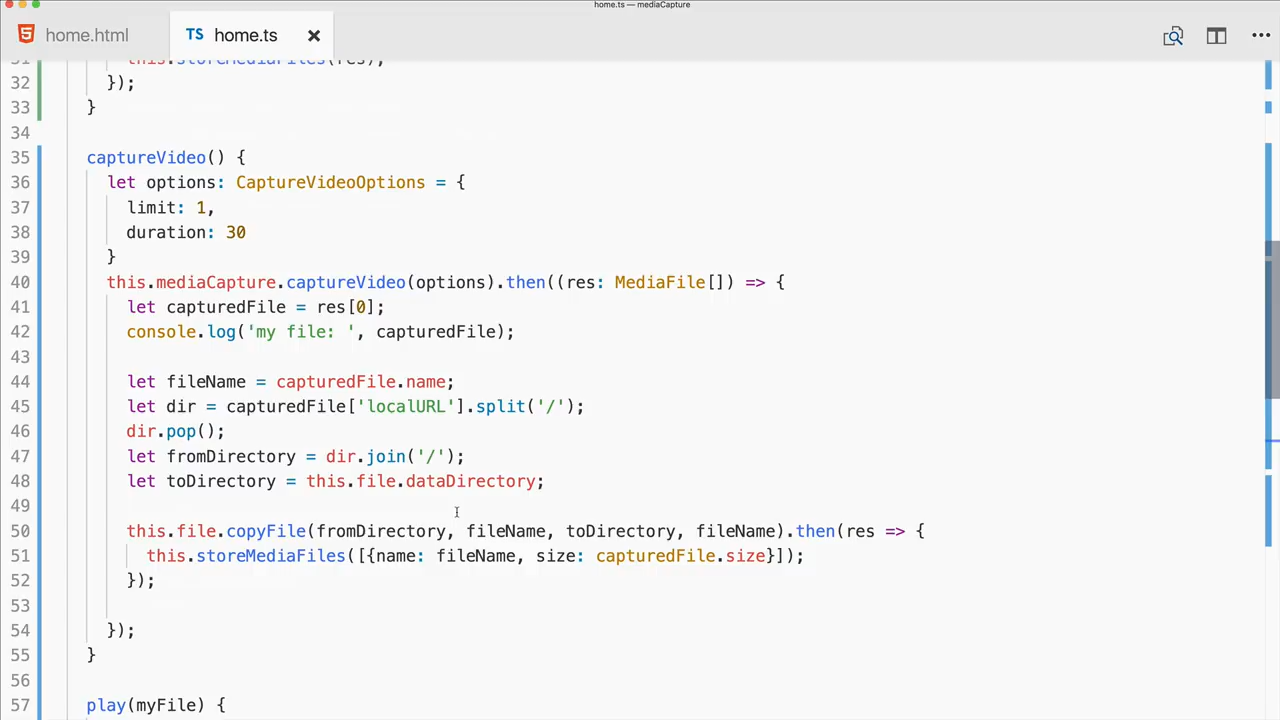 home.ts — mediaCapture
home.html
TS home.ts ×
31 this.storeMediaFiles(res);
32 });
33 }
34
35 captureVideo() {
36 let options: CaptureVideoOptions = {
37 limit: 1,
38 duration: 30
39 }
40 this.mediaCapture.captureVideo(options).then((res: MediaFile[]) => {
41 let capturedFile = res[0];
42 console.log('my file: ', capturedFile);
43
44 let fileName = capturedFile.name;
45 let dir = capturedFile['localURL'].split('/');
46 dir.pop();
47 let fromDirectory = dir.join('/');
48 let toDirectory = this.file.dataDirectory;
49
50 this.file.copyFile(fromDirectory, fileName, toDirectory, fileName).then(res => {
51 this.storeMediaFiles([{name: fileName, size: capturedFile.size}]);
52 });
53
54 });
55 }
56
57 play(myFile) {